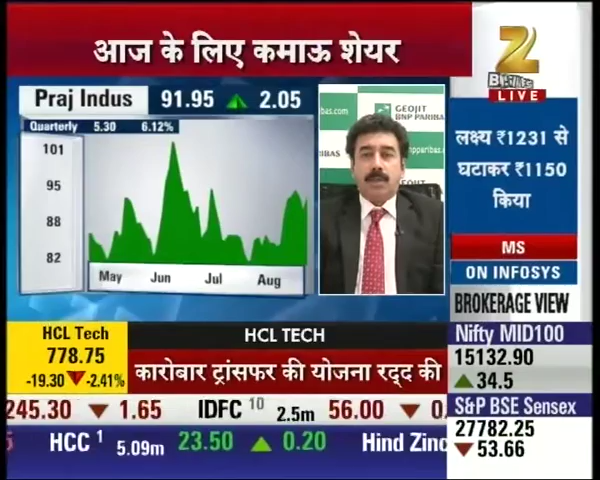 आज के लिए कमाऊ शेयर
Z
LIVE
Praj Indus 91.95 2.05
Quarterly 5.30 6.12%
101
95
88
82
May Jun Jul Aug
GEOJIT
BNP PARIBAS
लक्ष्य ₹1231 से
घटाकर ₹1150
किया
MS
ON INFOSYS
BROKERAGE VIEW
HCL Tech
778.75
-19.30 -2.41%
HCL TECH
कारोबार ट्रांसफर की योजना रद्द की
Nifty MID100
15132.90
34.5
S&P BSE Sensex
27782.25
53.66
245.30 1.65 IDFC 10 2.5m 56.00
HCC 1 5.09m 23.50 0.20 Hind Zinc